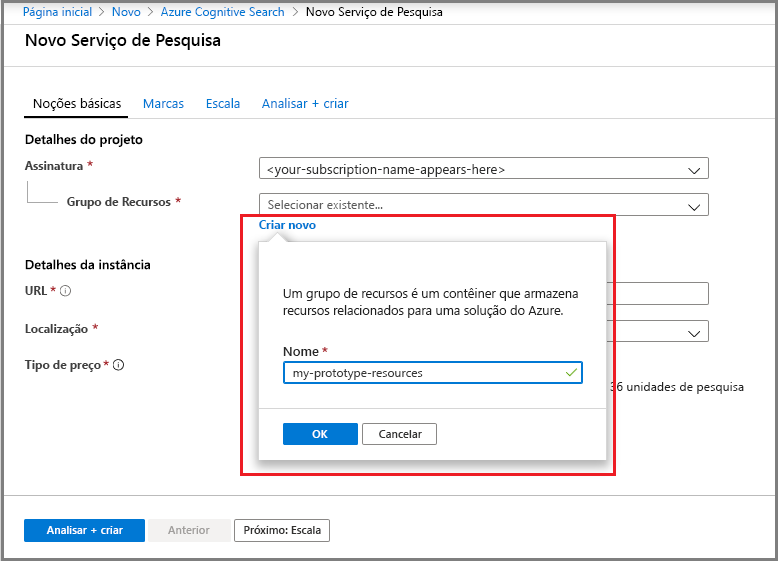 Página inicial > Novo > Azure Cognitive Search > Novo Serviço de Pesquisa
Novo Serviço de Pesquisa
Noções básicas Marcas Escala Analisar + criar
Detalhes do projeto
Assinatura *
<your-subscription-name-appears-here>
Grupo de Recursos *
Selecionar existente...
Criar novo
Um grupo de recursos é um contêiner que armazena
recursos relacionados para uma solução do Azure.
Nome *
my-prototype-resources
OK Cancelar
Detalhes da instância
URL *
Localização *
Tipo de preço *
36 unidades de pesquisa
Analisar + criar Anterior Próximo: Escala